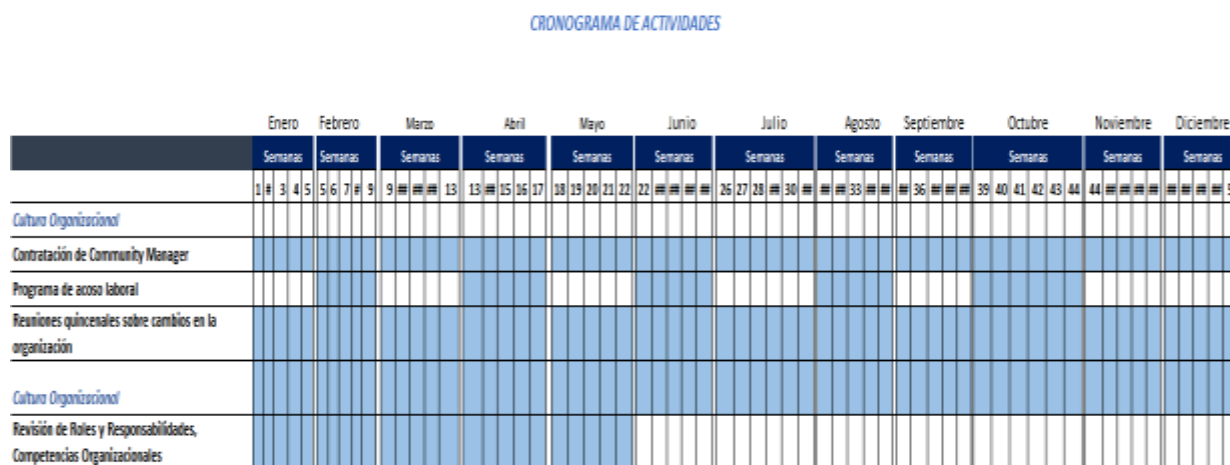 CRONOGRAMA DE ACTIVIDADES
Enero Febrero Marzo Abril Mayo Junio Julio Agosto Septiembre Octubre Noviembre Diciembre
Semanas Semanas Semanas Semanas Semanas Semanas Semanas Semanas Semanas Semanas Semanas Semanas
1 # 3 4 5 5 6 7 # 9 9 ## ## ## 13 13 ## 15 16 17 18 19 20 21 22 22 ## ## ## ## 26 27 28 ## 30 ## ## ## 33 ## ## ## 36 ## ## ## 39 40 41 42 43 44 44 ## ## ## ## ## ## ## ##
Cultura Organizacional
Contratación de Community Manager
Programa de acoso laboral
Reuniones quincenales sobre cambios en la
organización
Cultura Organizacional
Revisión de Roles y Responsabilidades,
Competencias Organizacionales